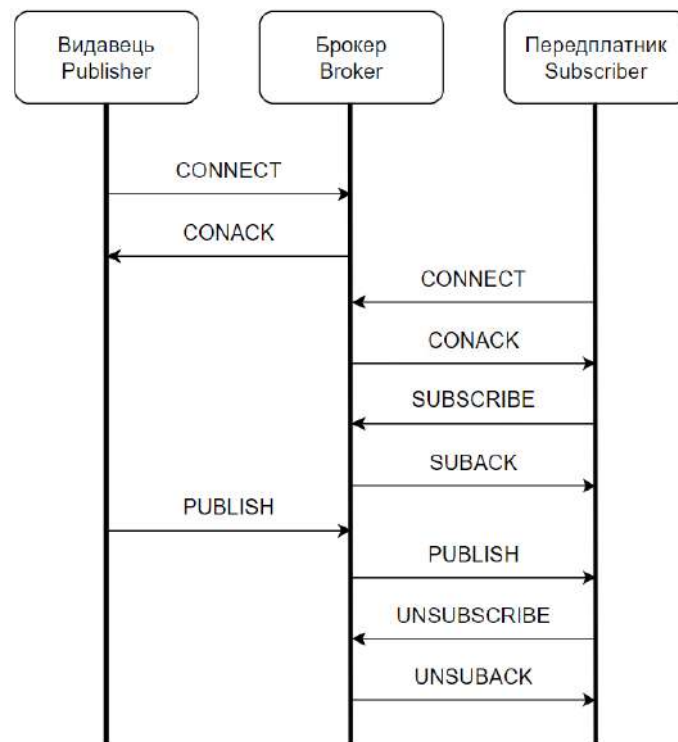 Видавець
Publisher
Брокер
Broker
Передплатник
Subscriber
CONNECT
CONACK
CONNECT
CONACK
SUBSCRIBE
SUBACK
PUBLISH
PUBLISH
UNSUBSCRIBE
UNSUBACK